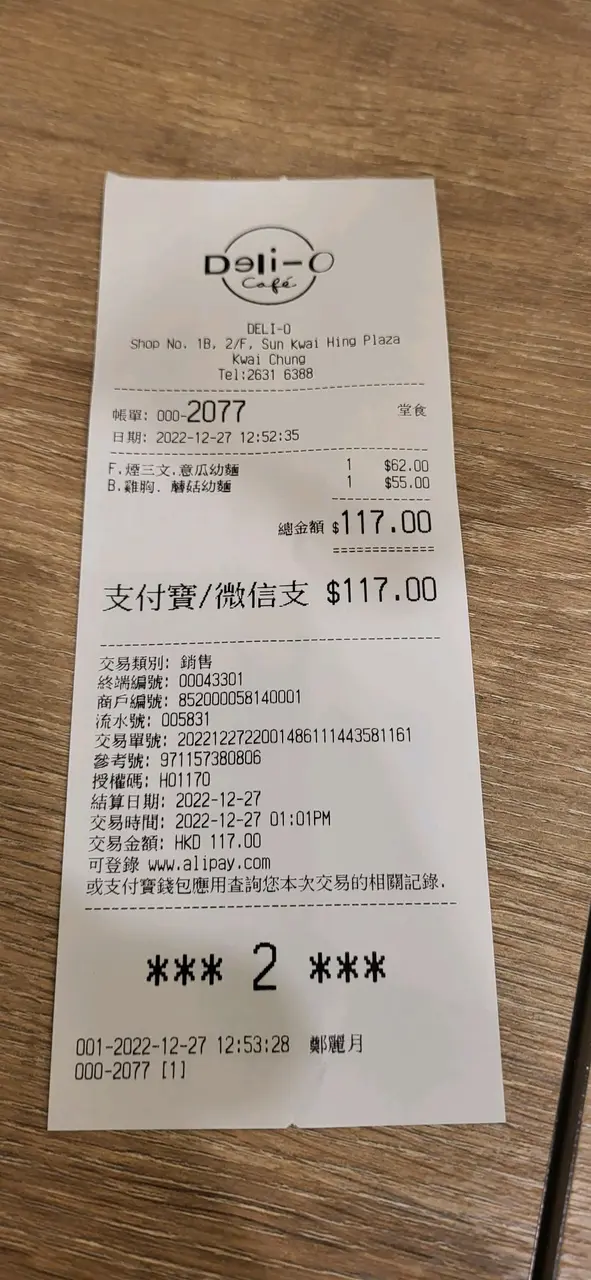 Deli-O
Café
DELI-O
Shop No. 1B, 2/F, Sun Kwai Hing Plaza
Kwai Chung
Tel:2631 6388
帳單: 000-2077 堂食
日期: 2022-12-27 12:52:35
F.煙三文.意瓜幼麵 1 $62.00
B.雞胸. 蘑菇幼麵 1 $55.00
總金額 $117.00
支付寶/微信支 $117.00
交易類別: 銷售
終端編號: 00043301
商戶編號: 852000058140001
流水號: 005831
交易單號: 2022122722001486111443581161
參考號: 971157380806
授權碼: H01170
結算日期: 2022-12-27
交易時間: 2022-12-27 01:01PM
交易金額: HKD 117.00
可登錄 www.alipay.com
或支付寶錢包應用查詢您本次交易的相關記錄.
*** 2 ***
001-2022-12-27 12:53:28 鄭麗月
000-2077 [1]